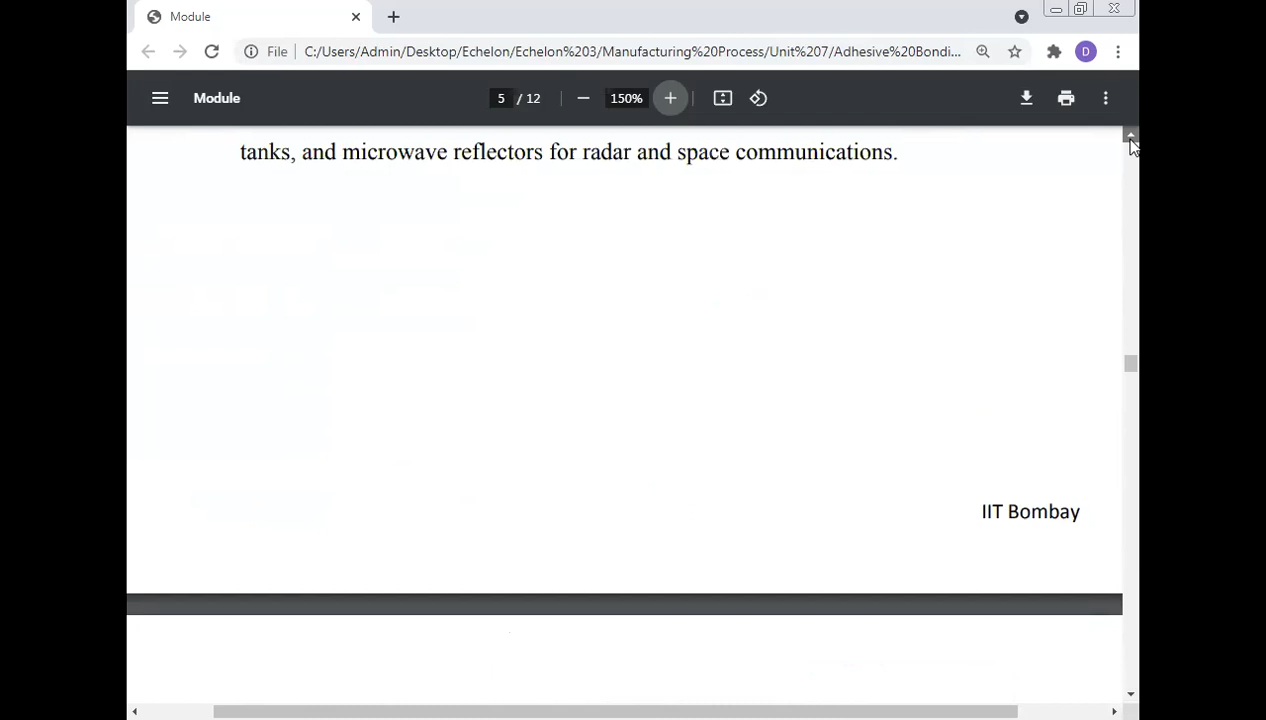 Module
File C:/Users/Admin/Desktop/Echelon/Echelon%203/Manufacturing%20Process/Unit%207/Adhesive%20Bondi... D
Module 5 / 12 150%
tanks, and microwave reflectors for radar and space communications.
IIT Bombay